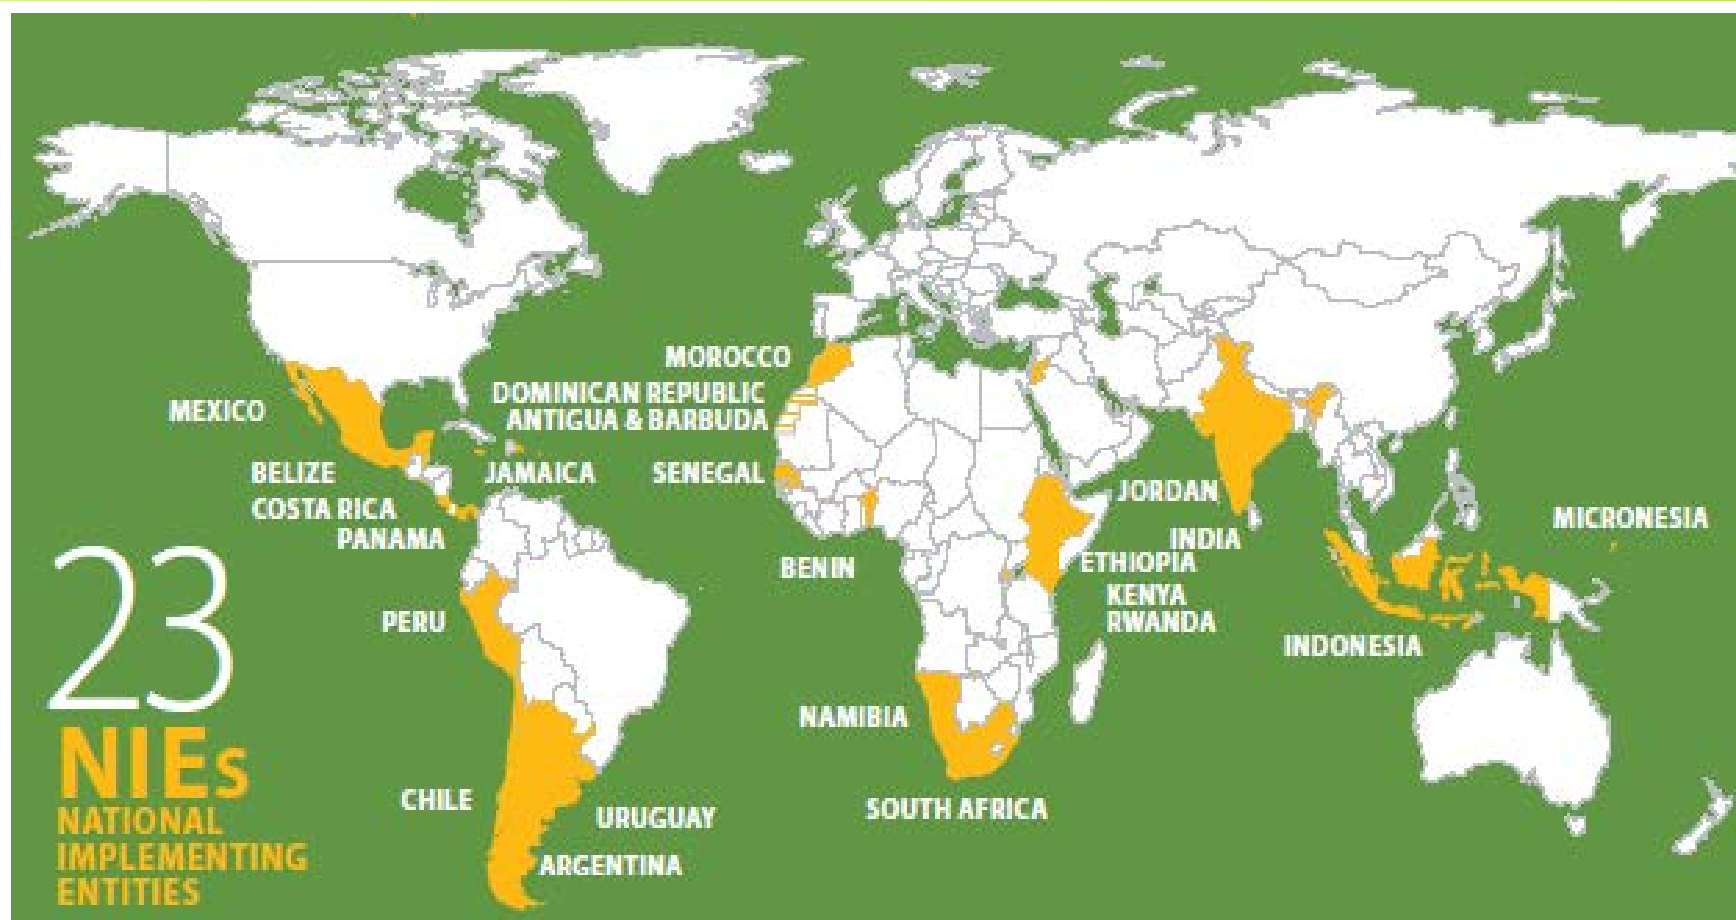 MOROCCO
DOMINICAN REPUBLIC
ANTIGUA & BARBUDA
MEXICO
BELIZE
JAMAICA
SENEGAL
COSTA RICA
PANAMA
JORDAN
INDIA
MICRONESIA
BENIN
ETHIOPIA
KENYA
RWANDA
PERU
INDONESIA
NAMIBIA
CHILE
URUGUAY
SOUTH AFRICA
ARGENTINA
23
NIEs
NATIONAL
IMPLEMENTING
ENTITIES